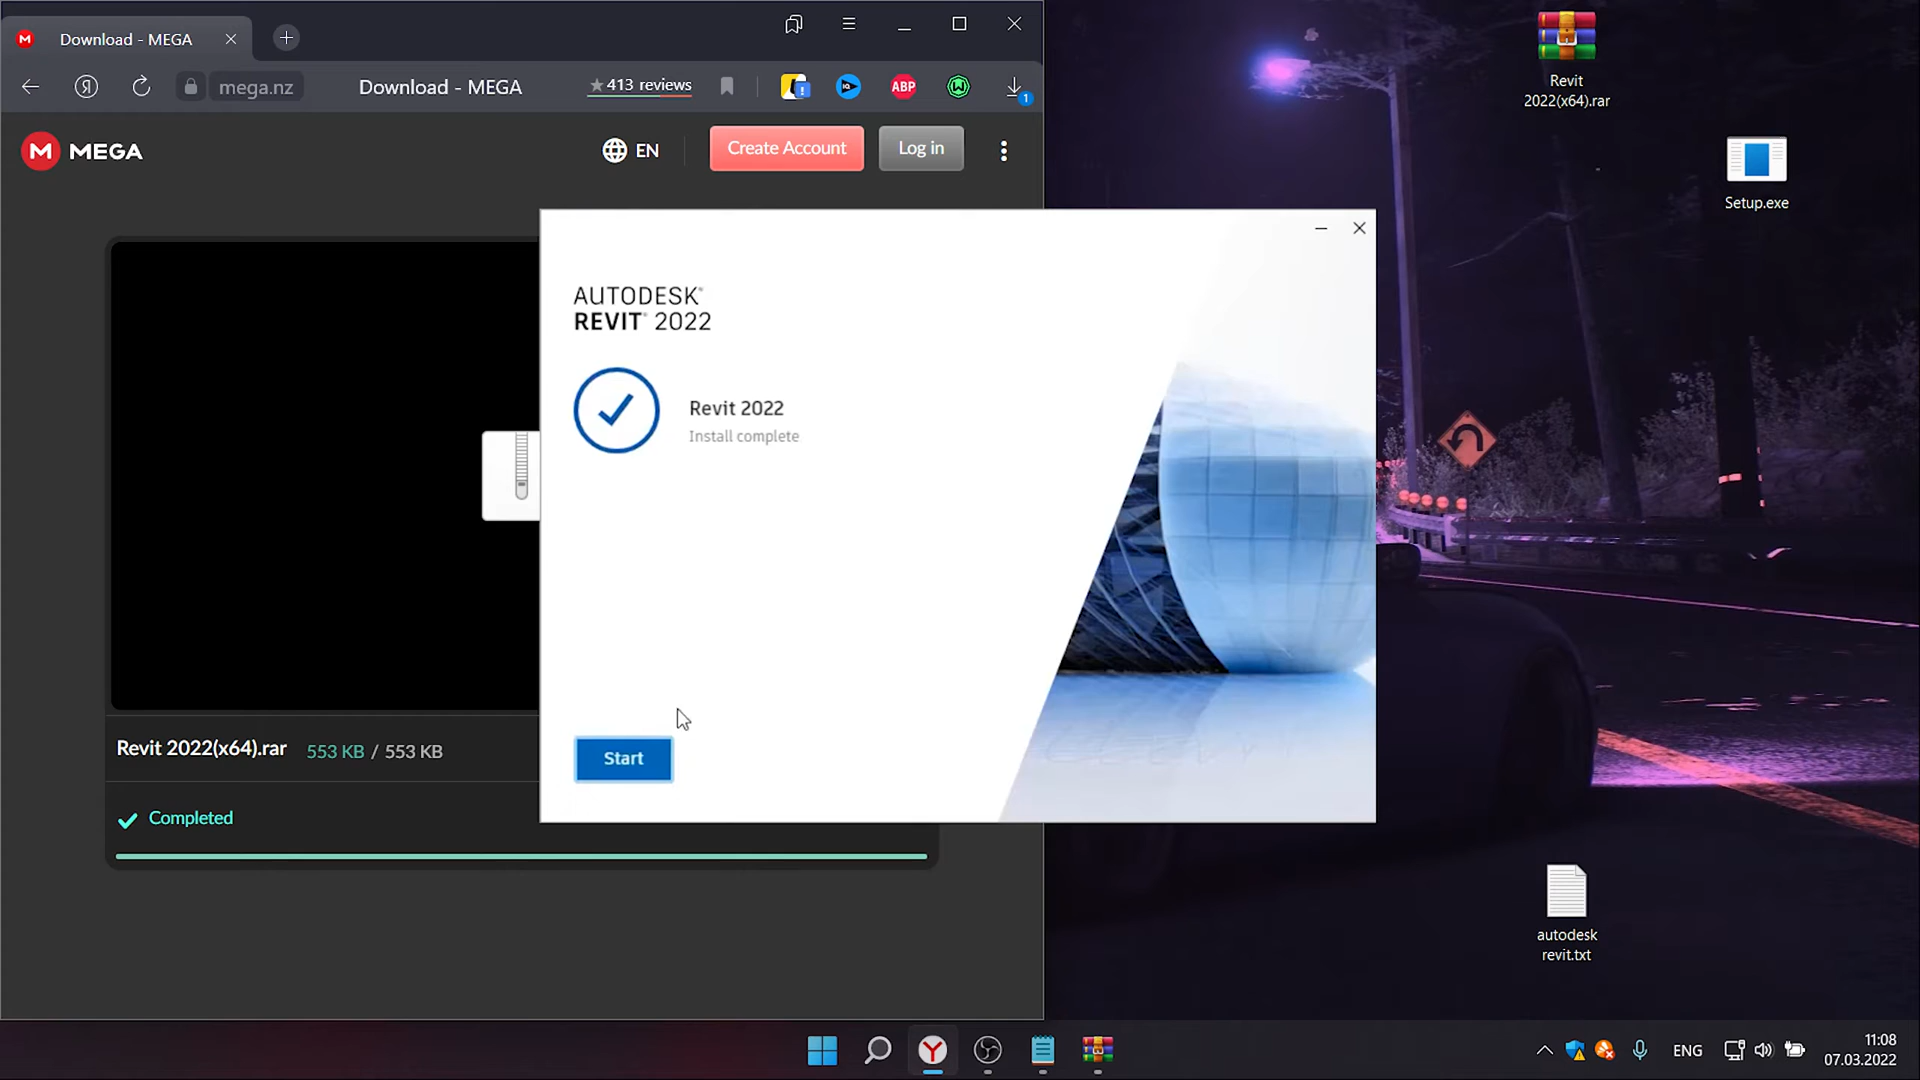 Download - MEGA
mega.nz
Download - MEGA
★413 reviews
ABP
1
M MEGA
EN
Create Account
Log in
Revit
2022(x64).rar
Setup.exe
AUTODESK®
REVIT® 2022
Revit 2022
Install complete
Start
Revit 2022(x64).rar 553 KB / 553 KB
Completed
autodesk
revit.txt
ENG
11:08
07.03.2022